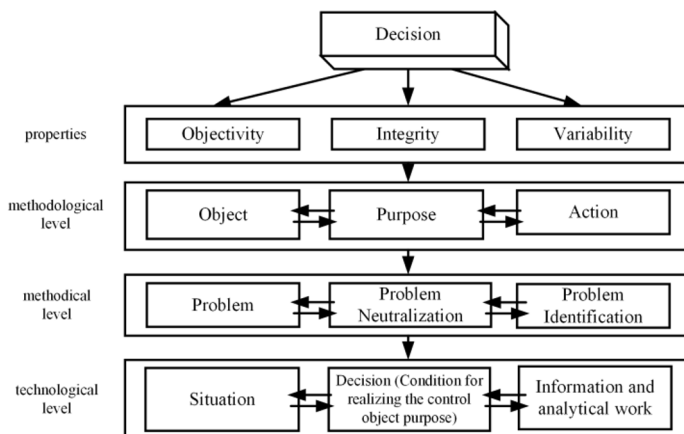 Decision
properties
Objectivity
Integrity
Variability
methodological
level
Object
Purpose
Action
methodical
level
Problem
Problem
Neutralization
Problem
Identification
technological
level
Situation
Decision (Condition for
realizing the control
object purpose)
Information and
analytical work